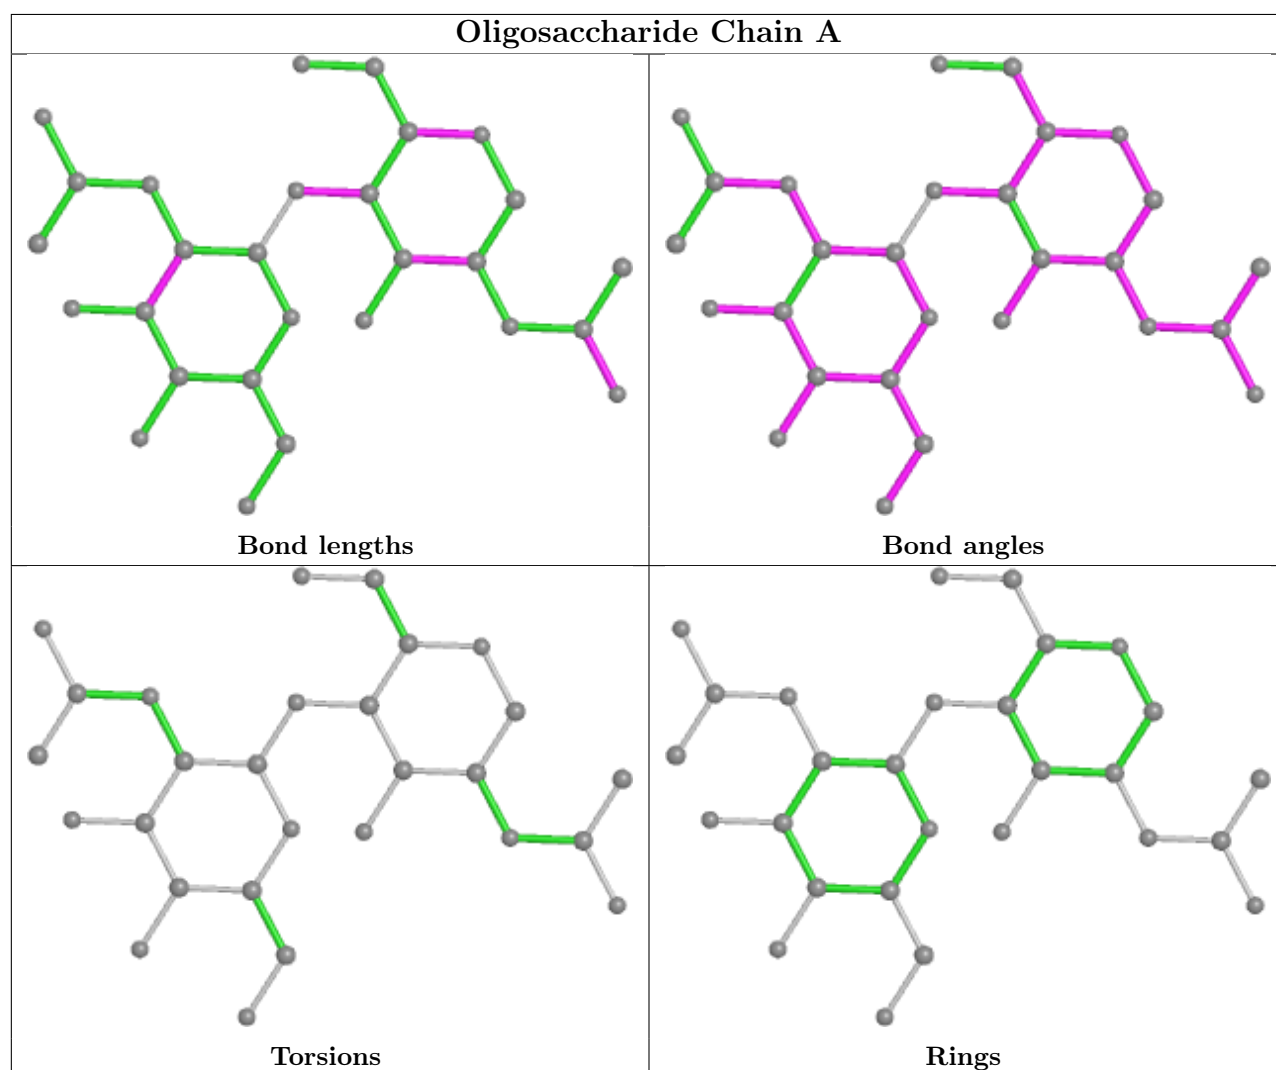 Oligosaccharide Chain A
Bond lengths
Bond angles
Torsions
Rings